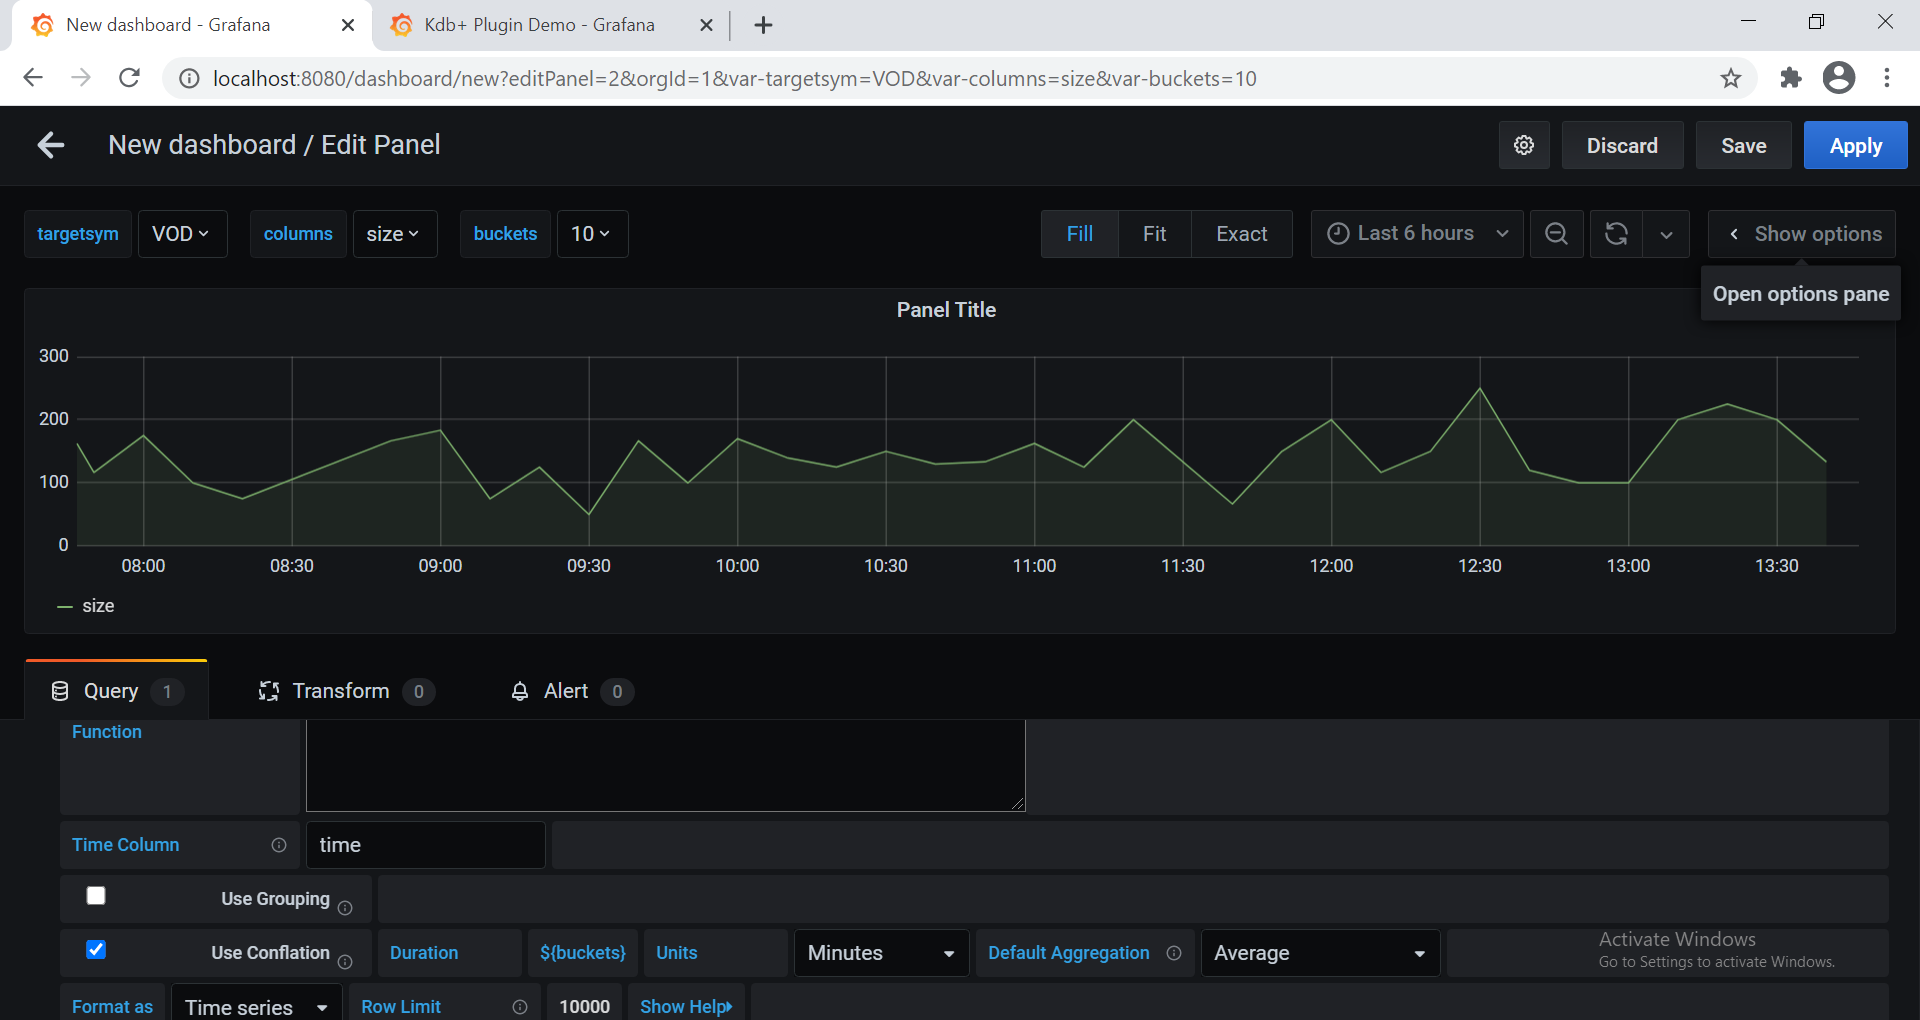 New dashboard - Grafana
Kdb+ Plugin Demo - Grafana
localhost:8080/dashboard/new?editPanel=2&orgId=1&var-targetsym=VOD&var-columns=size&var-buckets=10
New dashboard / Edit Panel
Discard
Save
Apply
targetsym
VOD
columns
size
buckets
10
Fill
Fit
Exact
Last 6 hours
Show options
Open options pane
Panel Title
300
200
100
0
08:00
08:30
09:00
09:30
10:00
10:30
11:00
11:30
12:00
12:30
13:00
13:30
size
Query 1
Transform 0
Alert 0
Function
Time Column
time
Use Grouping
Use Conflation
Duration
${buckets}
Units
Minutes
Default Aggregation
Average
Activate Windows
Go to Settings to activate Windows.
Format as
Time series
Row Limit
10000
Show Help